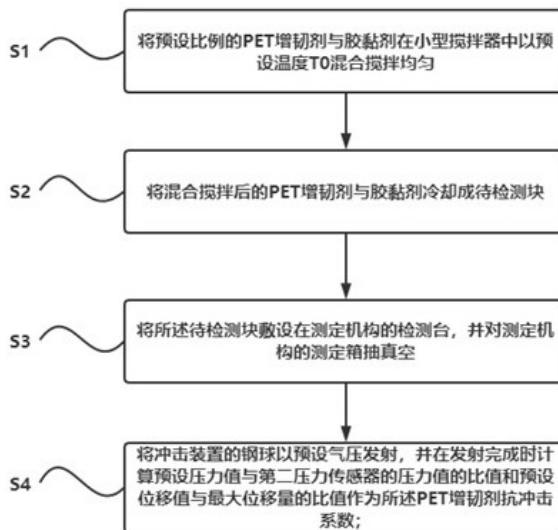 S1
将预设比例的PET增韧剂与胶黏剂在小型搅拌器中以预
设温度T0混合搅拌均匀
S2
将混合搅拌后的PET增韧剂与胶黏剂冷却成待检测块
S3
将所述待检测块敷设在测定机构的检测台，并对测定机
构的测定箱抽真空
S4
将冲击装置的钢球以预设气压发射，并在发射完成时计
算预设压力值与第二压力传感器的压力值的比值和预设
位移值与最大位移量的比值作为所述PET增韧剂抗冲击
系数；